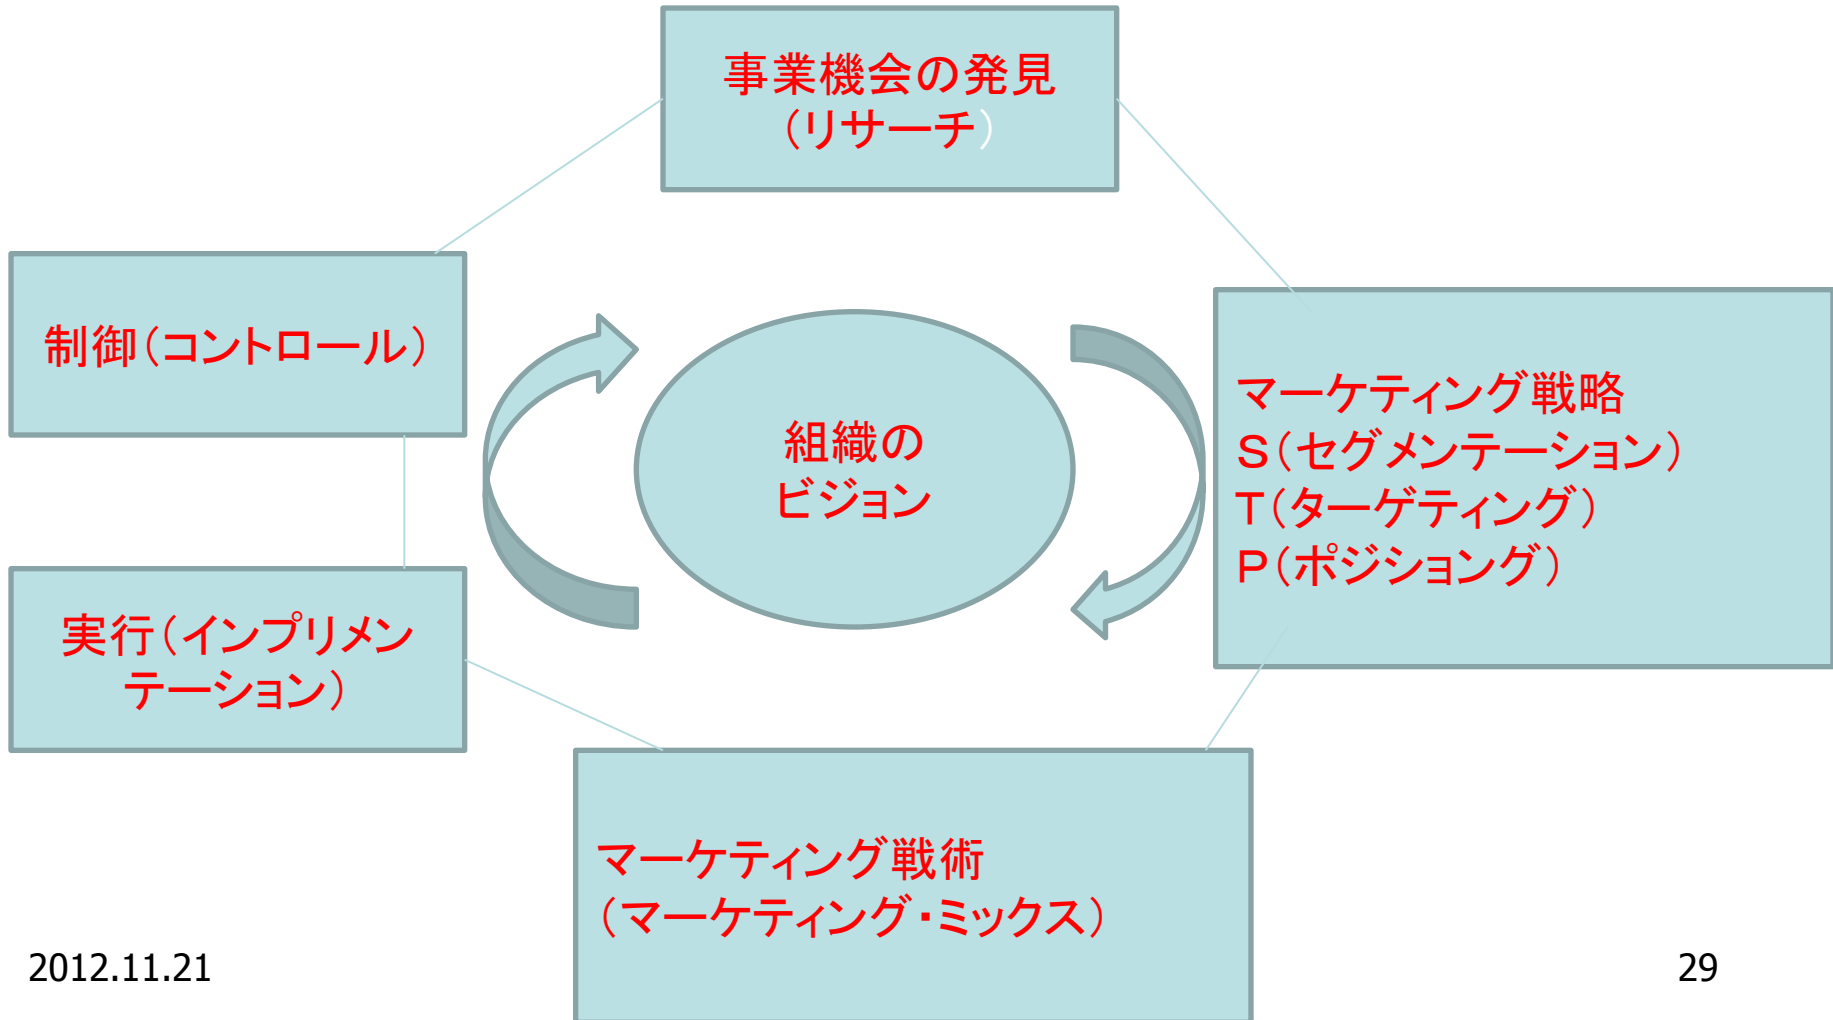 事業機会の発見
（リサーチ）
制御（コントロール）
組織の
ビジョン
マーケティング戦略
Ｓ（セグメンテーション）
Ｔ（ターゲティング）
Ｐ（ポジショング）
実行（インプリメン
テーション）
マーケティング戦術
（マーケティング・ミックス）
2012.11.21
29